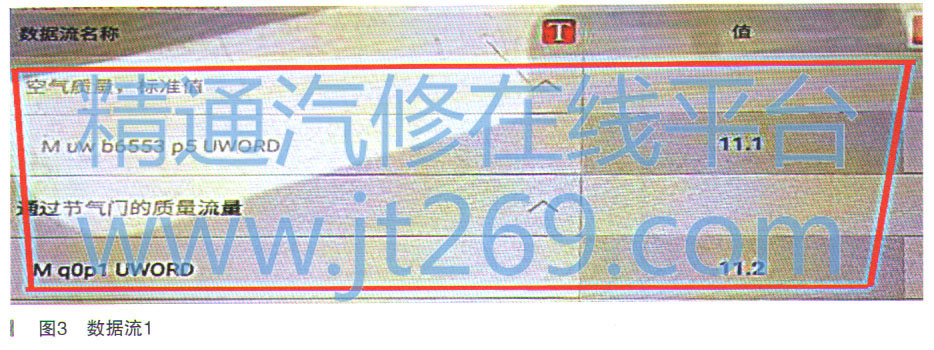 数据流名称 T 值
空气质量，标准值
精通汽修在线平台
M uw b6553 p5 UWORD 11.1
通过节气门的质量流量
www.jt269.com
M q0p1 UWORD 11.2
图3 数据流1